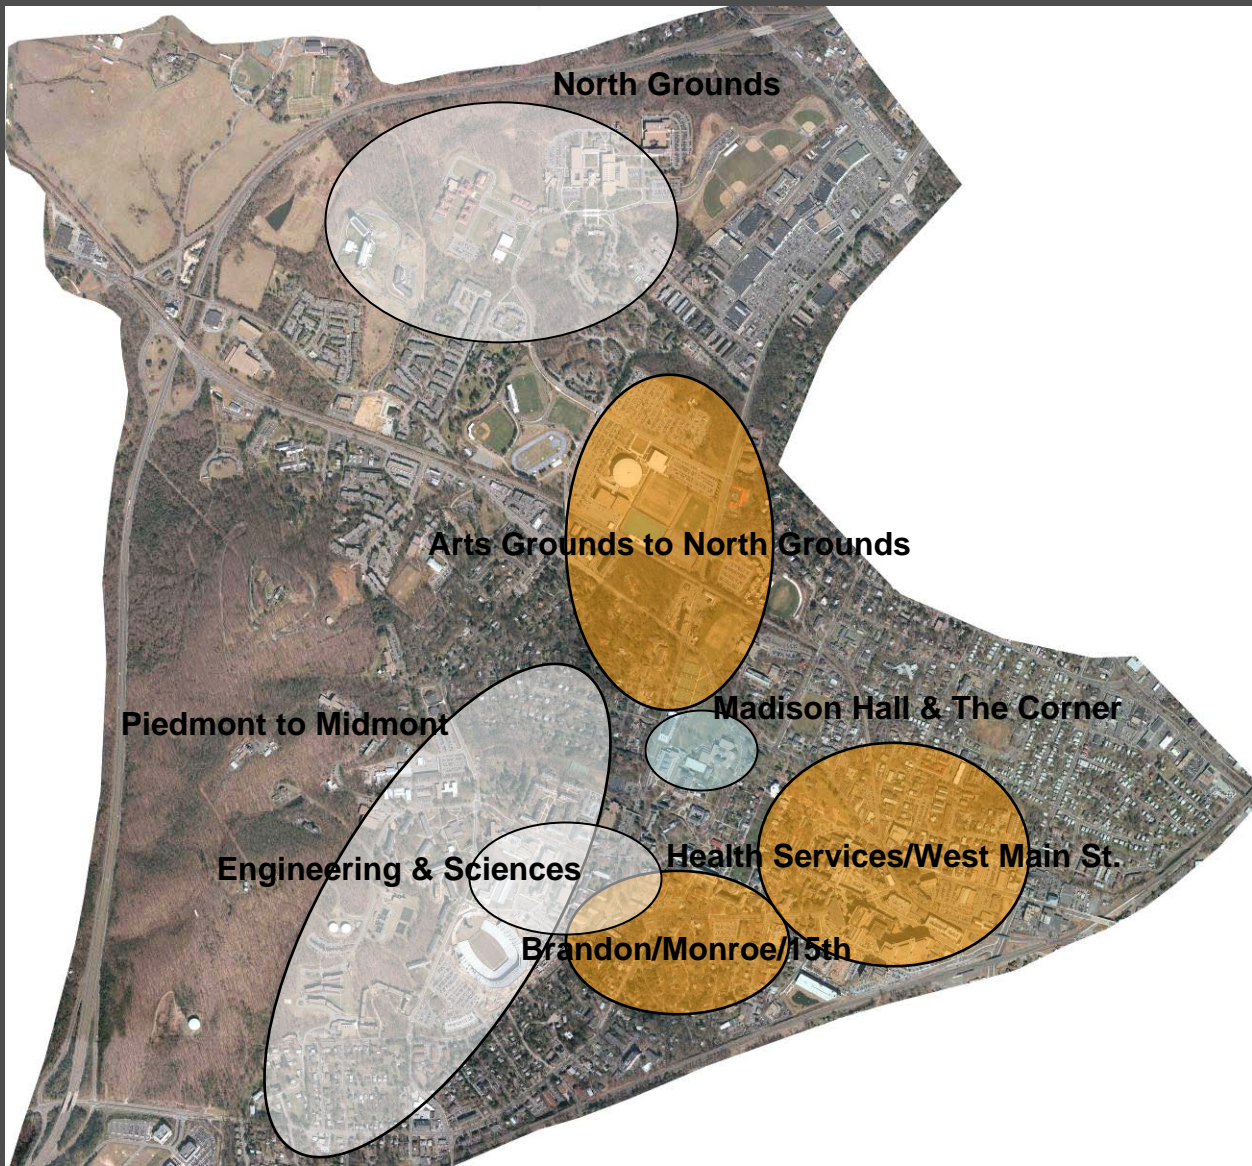 North Grounds
Arts Grounds to North Grounds
Madison Hall & The Corner
Piedmont to Midmont
Health Services/West Main St.
Engineering & Sciences
Brandon/Monroe/15th